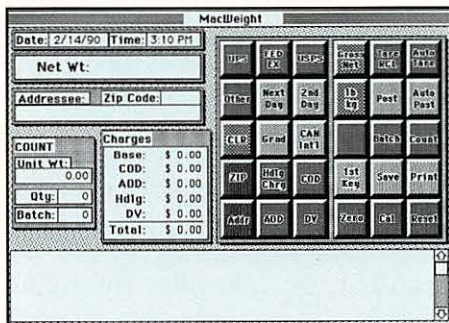 MacWeight
Date: 2/14/90 Time: 3:10 PM
Net Wt:
Addressee: Zip Code:
COUNT
Unit Wt:
0.00
Qty: 0
Batch: 0
Charges
Base: $ 0.00
COD: $ 0.00
AOD: $ 0.00
Hdlg: $ 0.00
DV: $ 0.00
Total: $ 0.00
UPS FED EX USPS Gross Net Tare RCL Auto Tare
Other Next Day 2nd Day lb kg Post Auto Post
CLR Grnd CAN Intl Batch Count
ZIP Hdlg Chrg COD 1st Key Save Print
Addr AOD DV Zero Cal Reset